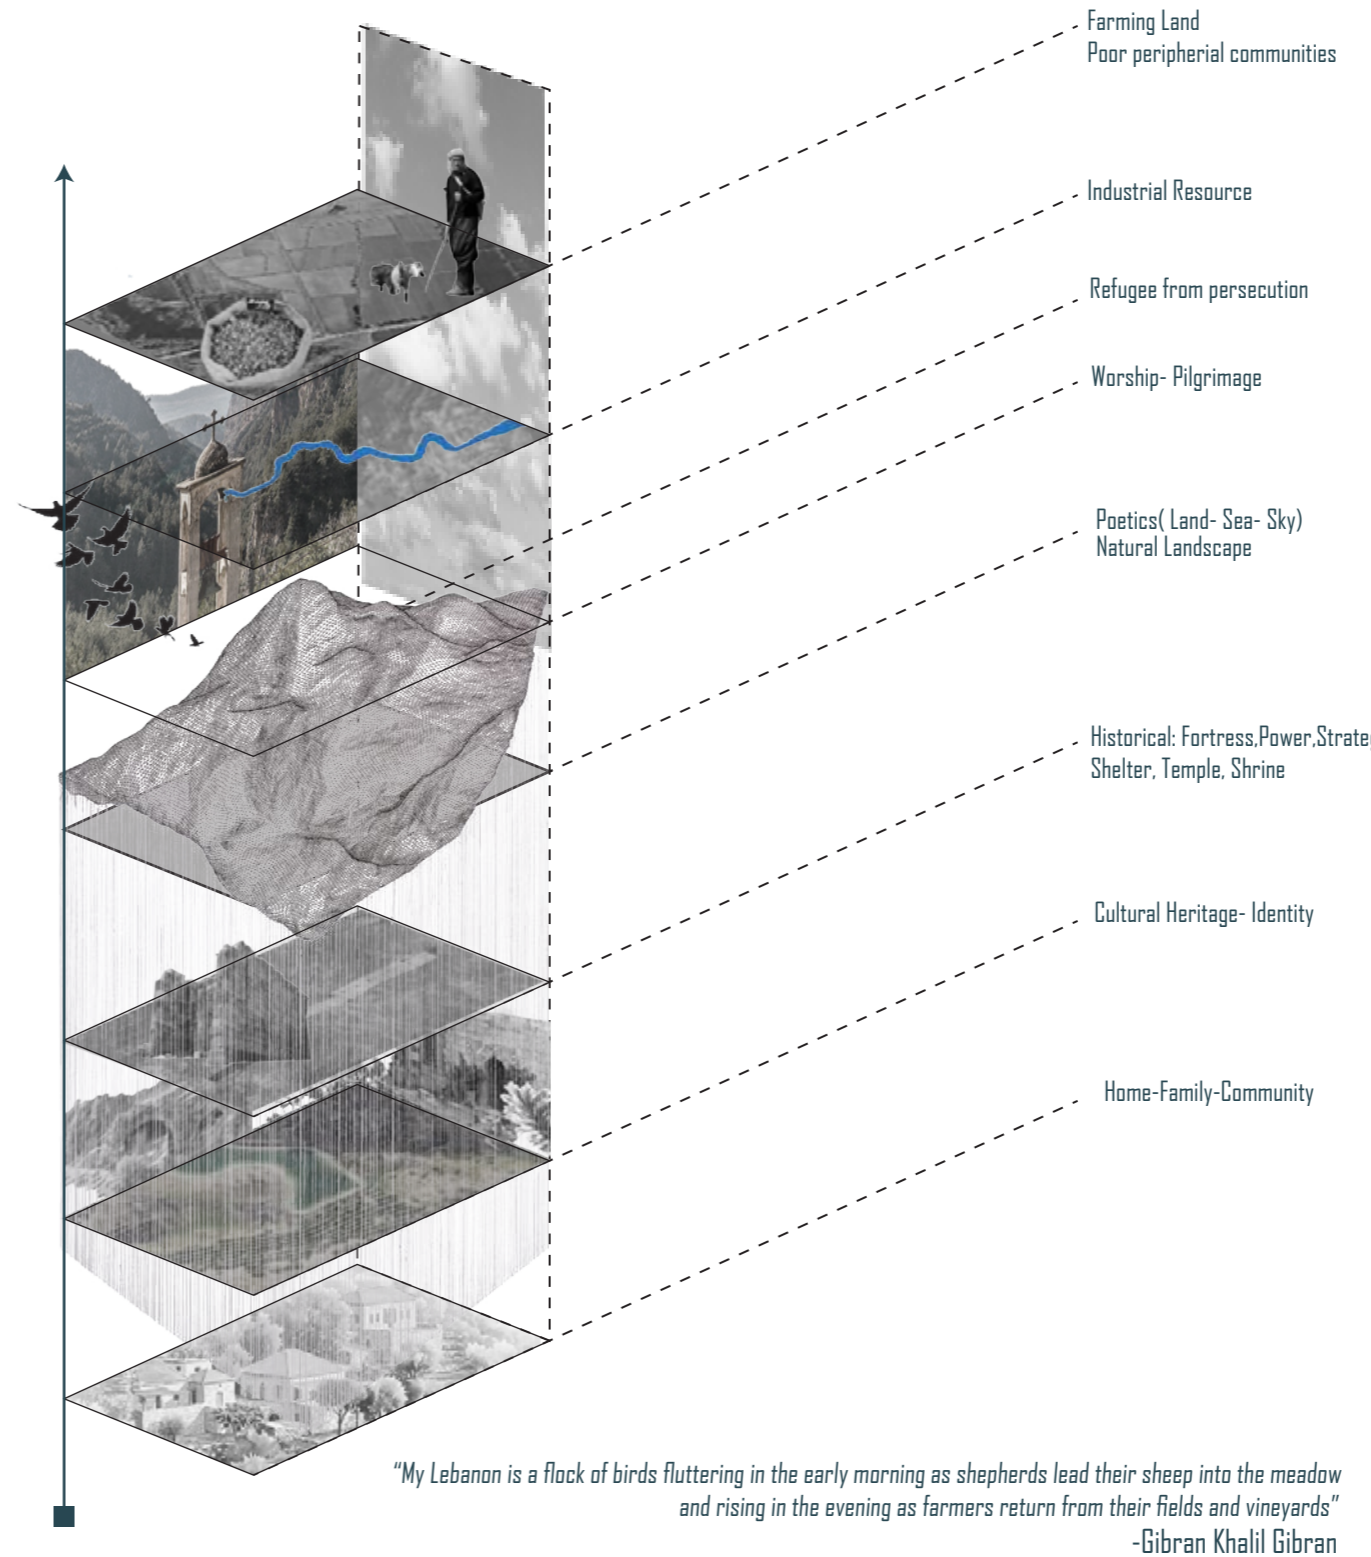 Farming Land
Poor peripherial communities
Industrial Resource
Refugee from persecution
Worship- Pilgrimage
Poetics( Land- Sea- Sky)
Natural Landscape
Historical: Fortress,Power,
Shelter, Temple, Shrine
Cultural Heritage- Identity
Home-Family-Community
“My Lebanon is a flock of birds fluttering in the early morning as shepherds lead their sheep into the meadow
and rising in the evening as farmers return from their fields and vineyards”
-Gibran Khalil Gibran